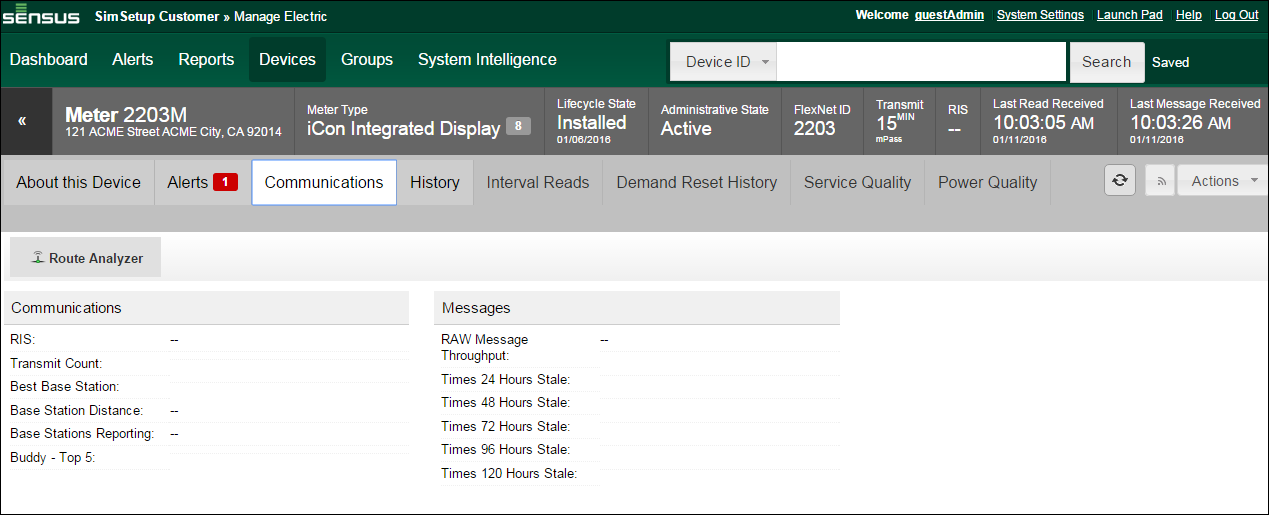 sensus SimSetup Customer » Manage Electric Welcome guestAdmin System Settings Launch Pad Help Log Out
Dashboard Alerts Reports Devices Groups System Intelligence Device ID Search Saved
«
Meter 2203M
121 ACME Street ACME City, CA 92014
Meter Type
iCon Integrated Display 8
Lifecycle State
Installed
01/06/2016
Administrative State
Active
FlexNet ID
2203
Transmit
15 MIN
mPass
RIS
--
Last Read Received
10:03:05 AM
01/11/2016
Last Message Received
10:03:26 AM
01/11/2016
About this Device Alerts 1 Communications History Interval Reads Demand Reset History Service Quality Power Quality Actions
Route Analyzer
Communications
RIS: --
Transmit Count:
Best Base Station:
Base Station Distance: --
Base Stations Reporting: --
Buddy - Top 5:
Messages
RAW Message --
Throughput:
Times 24 Hours Stale:
Times 48 Hours Stale:
Times 72 Hours Stale:
Times 96 Hours Stale:
Times 120 Hours Stale: